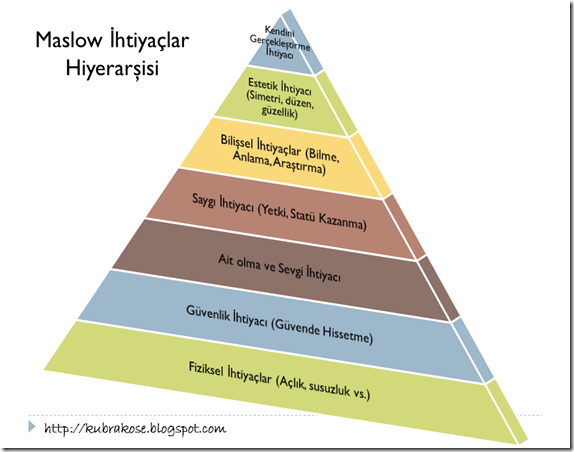 Maslow İhtiyaçlar
Hiyerarşisi
Kendini
Gerçekleştirme
İhtiyacı
Estetik İhtiyacı
(Simetri, düzen,
güzellik)
Bilişsel İhtiyaçlar (Bilme,
Anlama, Araştırma)
Saygı İhtiyacı (Yetki, Statü Kazanma)
Ait olma ve Sevgi İhtiyacı
Güvenlik İhtiyacı (Güvende Hissetme)
Fiziksel İhtiyaçlar (Açlık, susuzluk vs.)
http://kubrakose.blogspot.com